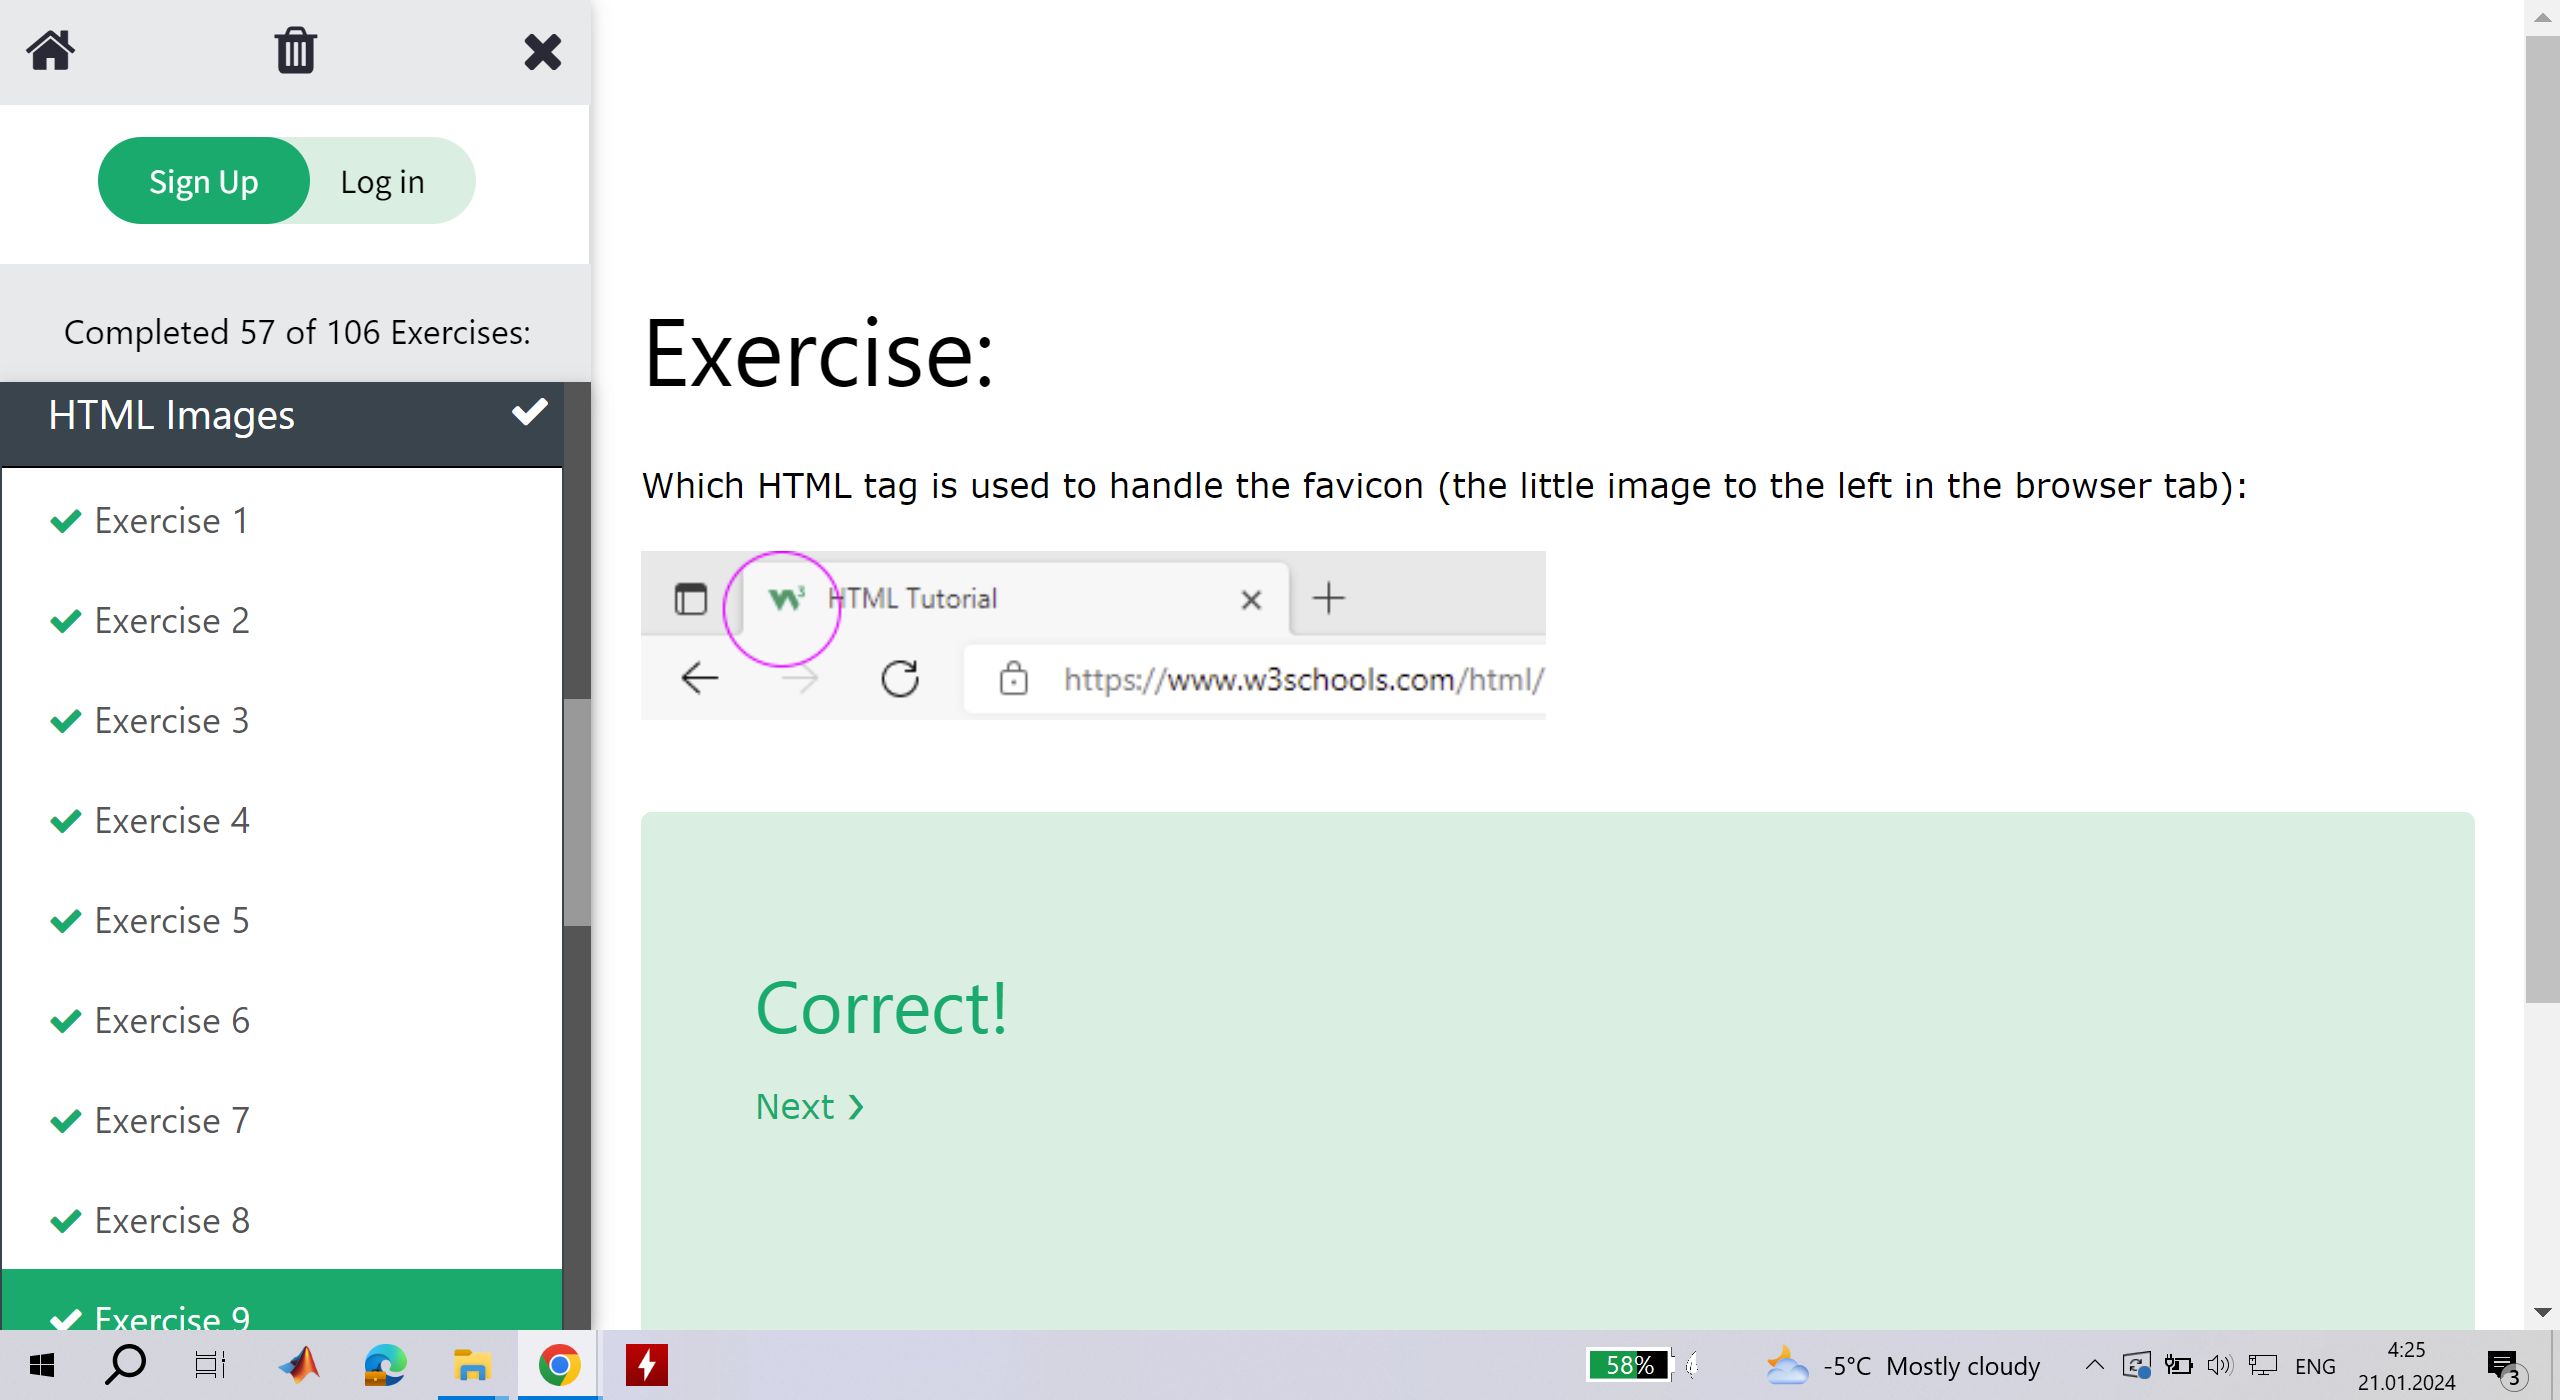 Sign Up
Log in
Completed 57 of 106 Exercises:
HTML Images
Exercise 1
Exercise 2
Exercise 3
Exercise 4
Exercise 5
Exercise 6
Exercise 7
Exercise 8
Exercise 9
Exercise:
Which HTML tag is used to handle the favicon (the little image to the left in the browser tab):
W3 HTML Tutorial
https://www.w3schools.com/html/
Correct!
Next ❯
58%
-5°C Mostly cloudy
ENG
4:25
21.01.2024
3